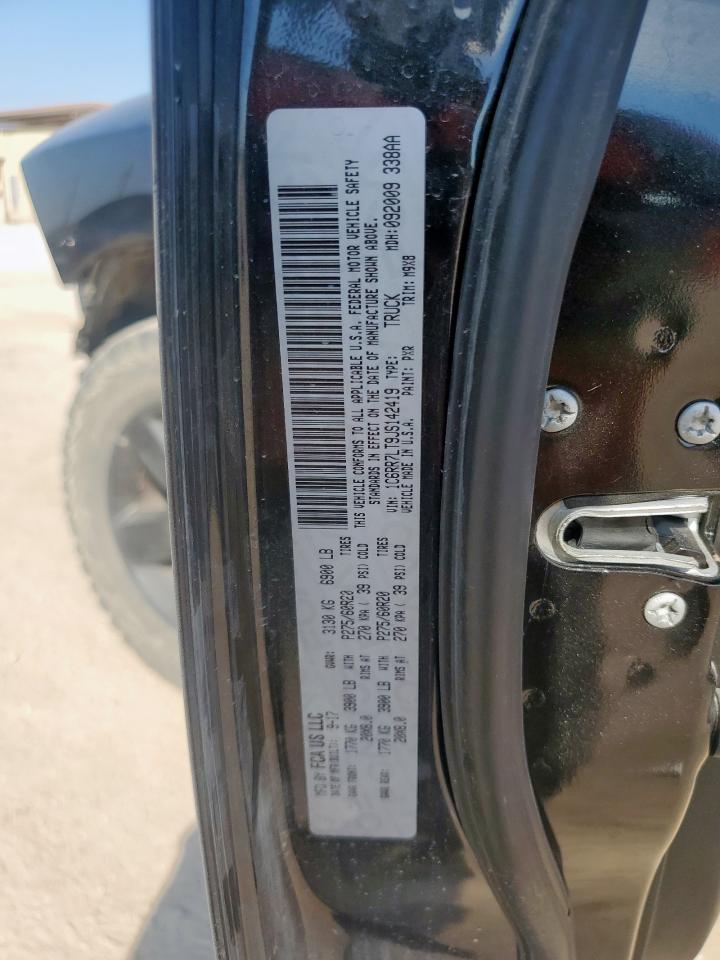 MFD BY FCA US LLC
DATE OF MFR(BUILT): 9-17 GVWR: 3130 KG 6900 LB
GAWR FRONT: 1770 KG 3900 LB WITH P275/60R20 TIRES
20X8.0 RIMS AT 270 KPA ( 39 PSI) COLD
GAWR REAR: 1770 KG 3900 LB WITH P275/60R20 TIRES
20X8.0 RIMS AT 270 KPA ( 39 PSI) COLD
THIS VEHICLE CONFORMS TO ALL APPLICABLE U.S.A. FEDERAL MOTOR VEHICLE SAFETY
STANDARDS IN EFFECT ON THE DATE OF MANUFACTURE SHOWN ABOVE.
VIN: 1C6RR7LT9JS142419 TYPE: TRUCK MDH:092009 338AA
VEHICLE MADE IN U.S.A. PAINT: PXR TRIM: M9X8